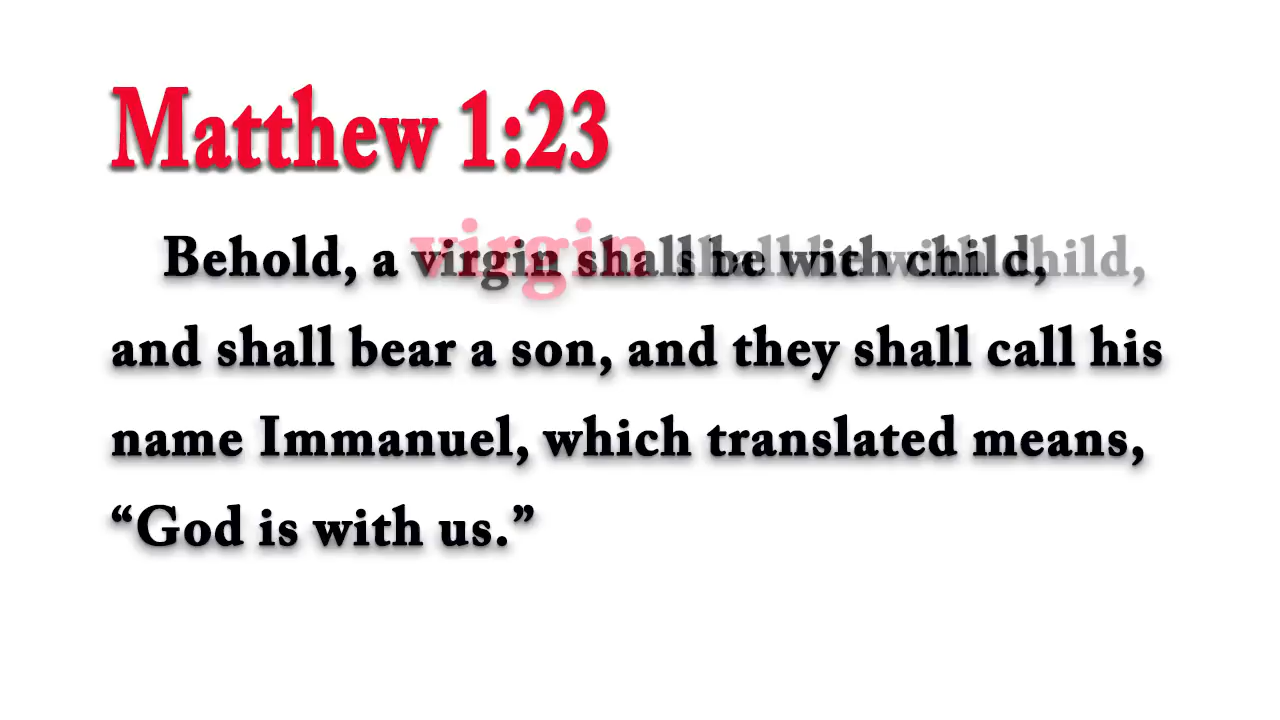 Matthew 1:23
Behold, a virgin shall be with child,
and shall bear a son, and they shall call his
name Immanuel, which translated means,
“God is with us.”